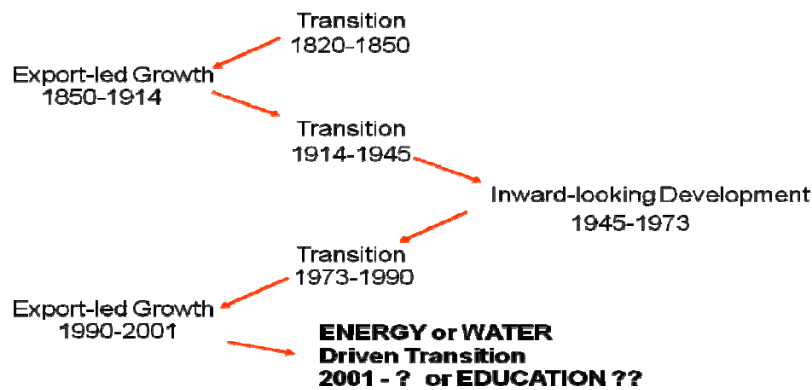 Transition
1820-1850
Export-led Growth
1850-1914
Transition
1914-1945
Inward-looking Development
1945-1973
Transition
1973-1990
Export-led Growth
1990-2001
ENERGY or WATER
Driven Transition
2001 - ? or EDUCATION ??